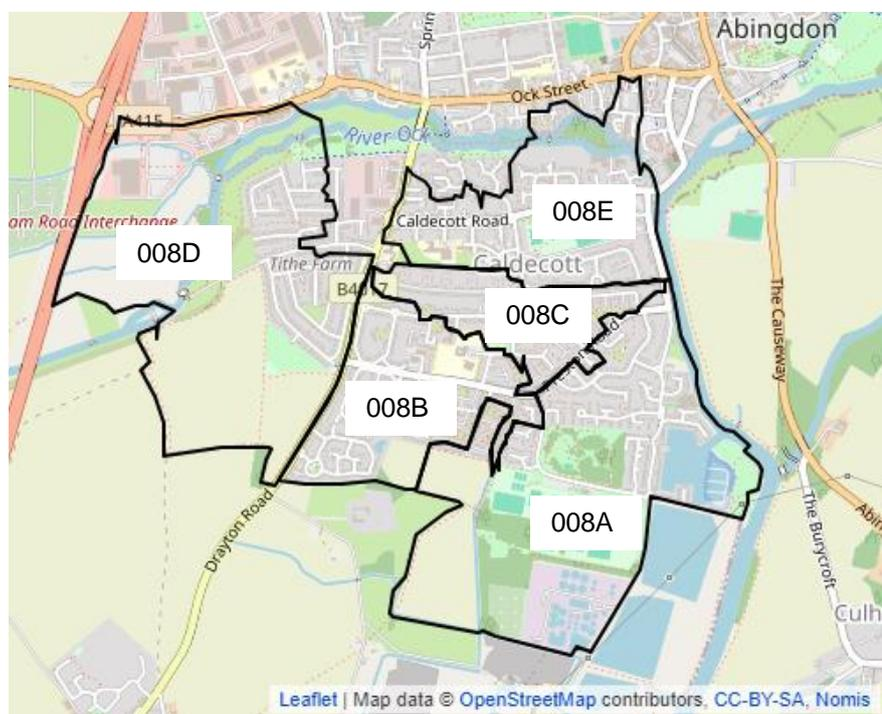 Abingdon
Sprin
Ock Street
A415
River Ock
am Road Interchange
Caldecott Road
008E
008D
Tithe Farm
Caldecott
B4017
008C
The Causeway
008B
008A
Drayton Road
The Burycroft
Abin
Culh
Leaflet | Map data © OpenStreetMap contributors, CC-BY-SA, Nomis